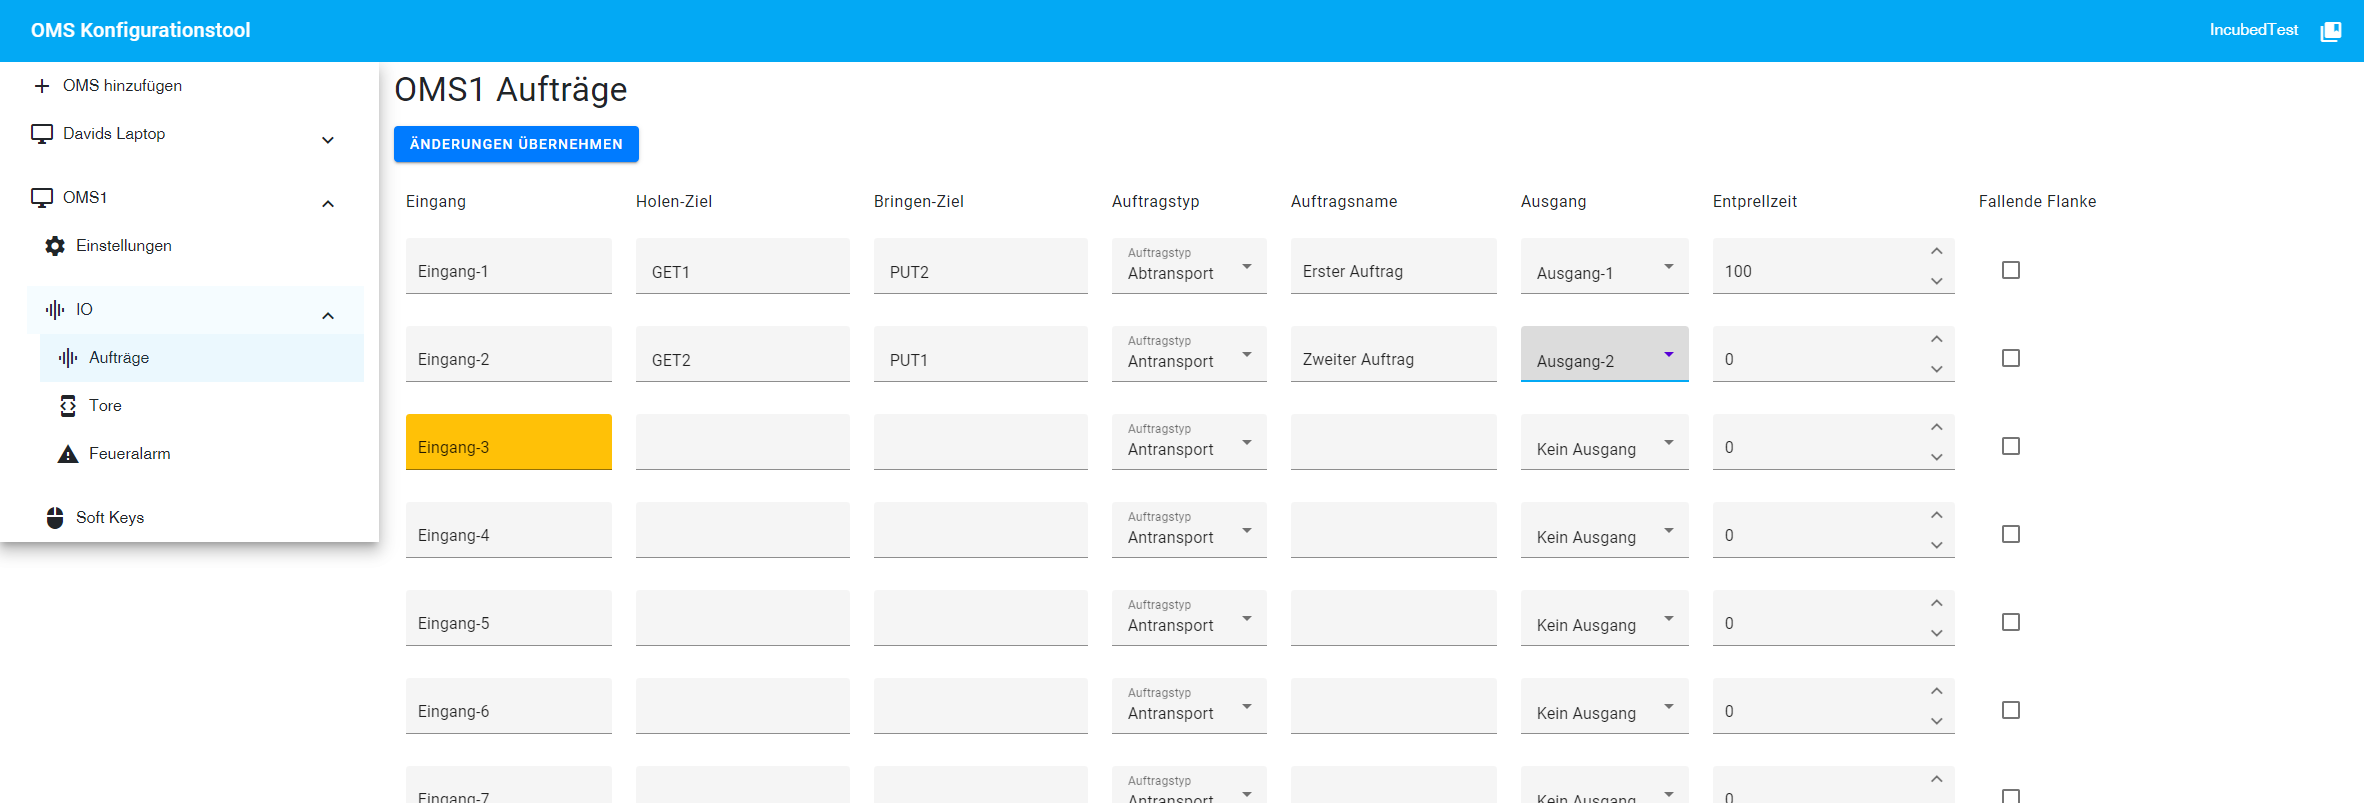 OMS Konfigurationstool
IncubedTest
OMS hinzufügen
Davids Laptop
OMS1
Einstellungen
IO
Aufträge
Tore
Feueralarm
Soft Keys
OMS1 Aufträge
ÄNDERUNGEN ÜBERNEHMEN
Eingang Holen-Ziel Bringen-Ziel Auftragstyp Auftragsname Ausgang Entprellzeit Fallende Flanke
Auftragstyp
Eingang-1 GET1 PUT2 Abtransport Erster Auftrag Ausgang-1 100
Auftragstyp
Eingang-2 GET2 PUT1 Antransport Zweiter Auftrag Ausgang-2 0
Auftragstyp
Eingang-3 Antransport Kein Ausgang 0
Auftragstyp
Eingang-4 Antransport Kein Ausgang 0
Auftragstyp
Eingang-5 Antransport Kein Ausgang 0
Auftragstyp
Eingang-6 Antransport Kein Ausgang 0
Auftragstyp
Eingang-7 Antransport Kein Ausgang 0